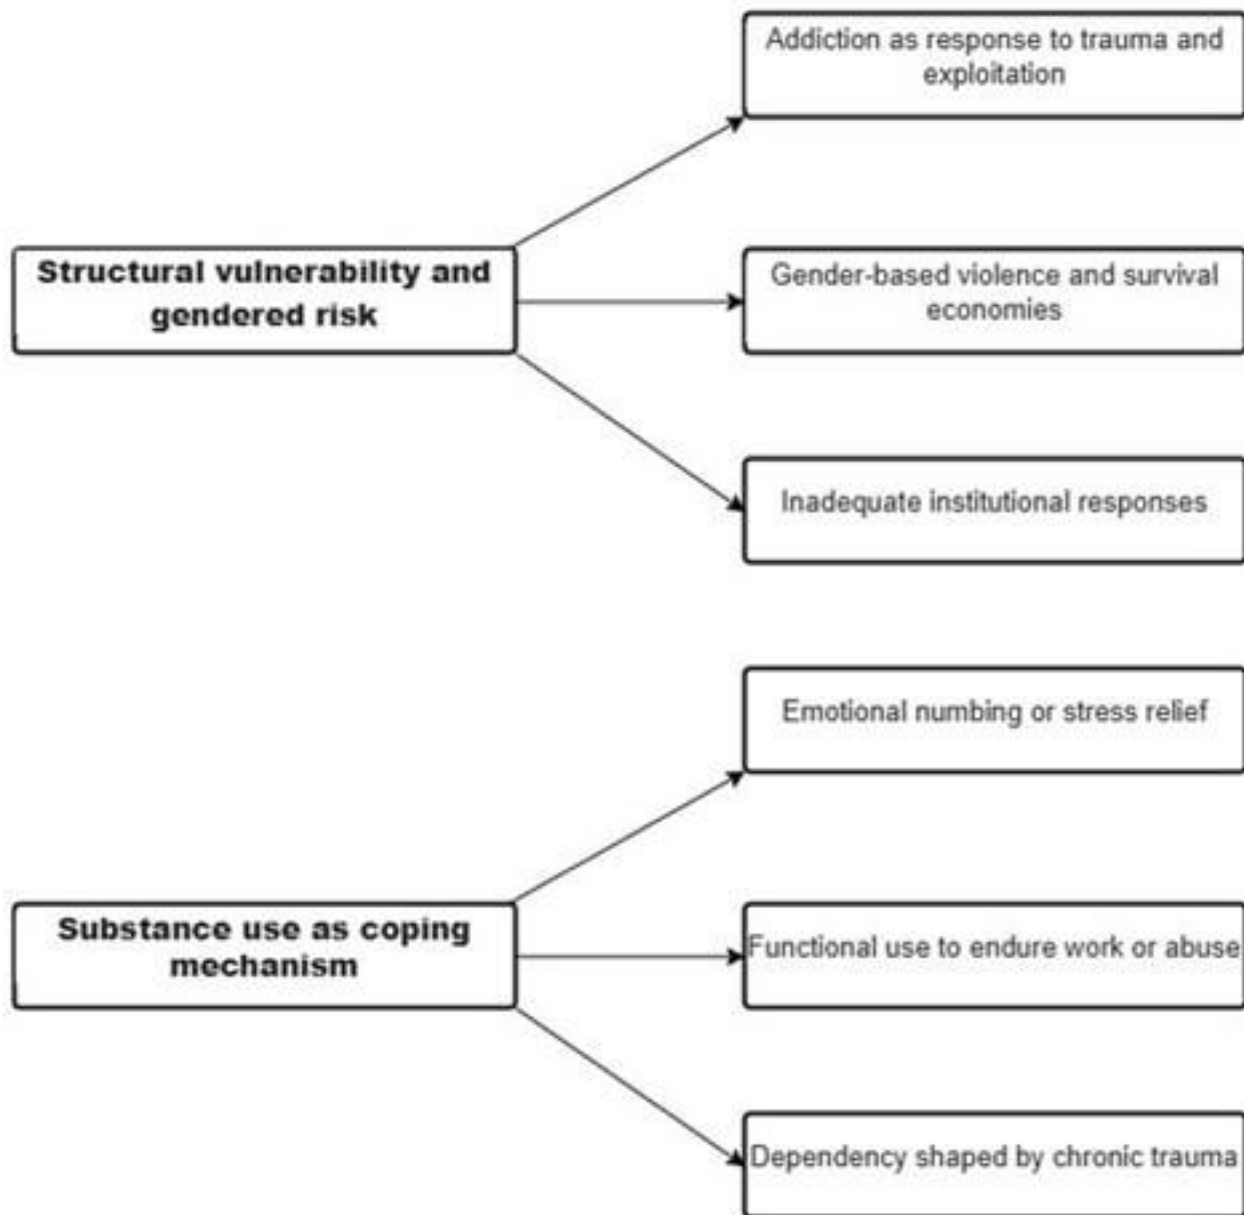 Addiction as response to trauma and
exploitation
Structural vulnerability and
gendered risk
Gender-based violence and survival
economies
Inadequate institutional responses
Emotional numbing or stress relief
Substance use as coping
mechanism
Functional use to endure work or abuse
Dependency shaped by chronic trauma